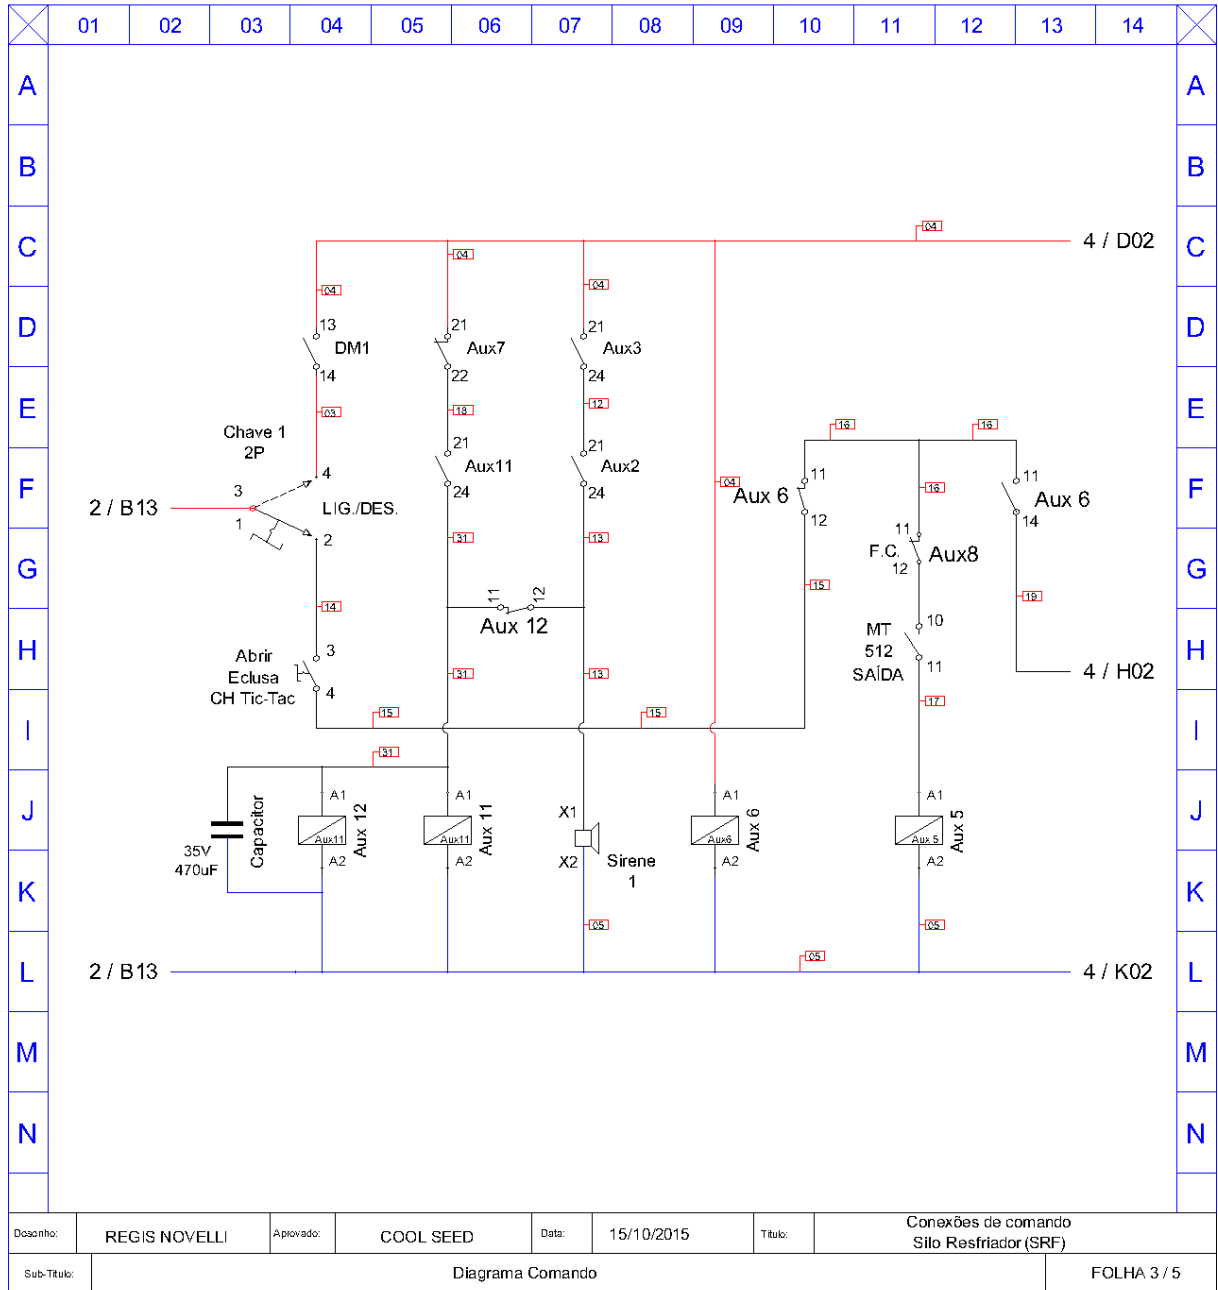 01 02 03 04 05 06 07 08 09 10 11 12 13 14
A A
B B
C C
D D
E E
F F
G G
H H
I I
J J
K K
L L
M M
N N
04
4 / D02
04
04
04
13
DM1
14
21
Aux7
22
21
Aux3
24
03
18
12
16
16
Chave 1
2P
4
3
1
LIG./DES.
2
2 / B13
21
Aux11
24
21
Aux2
24
04
11
Aux 6
12
16
11
Aux 6
14
31
13
11
F.C.
12
Aux8
14
11
12
Aux 12
15
19
Abrir
Eclusa
CH Tic-Tac
3
4
31
13
MT
512
SAÍDA
10
11
4 / H02
15
15
17
31
35V
470uF
Capacitor
A1
Aux11
A2
Aux 12
A1
Aux11
A2
Aux 11
X1
X2
Sirene
1
A1
Aux6
A2
Aux 6
A1
Aux 5
A2
Aux 5
05
05
05
2 / B13
4 / K02
Desenho: REGIS NOVELLI Aprovado: COOL SEED Data: 15/10/2015 Título: Conexões de comando
Silo Resfriador (SRF)
Sub-Título: Diagrama Comando FOLHA 3 / 5